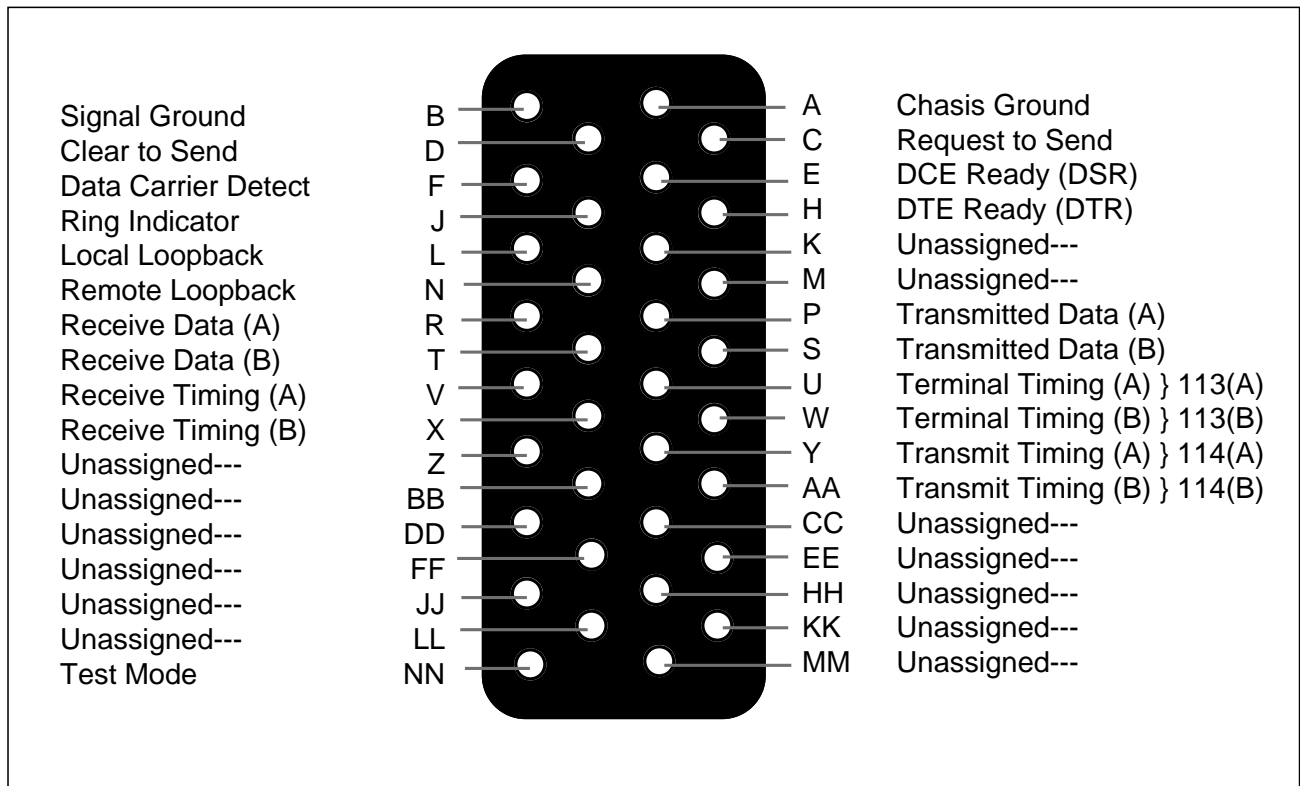 Signal Ground B A Chasis Ground
Clear to Send D C Request to Send
Data Carrier Detect F E DCE Ready (DSR)
Ring Indicator J H DTE Ready (DTR)
Local Loopback L K Unassigned---
Remote Loopback N M Unassigned---
Receive Data (A) R P Transmitted Data (A)
Receive Data (B) T S Transmitted Data (B)
Receive Timing (A) V U Terminal Timing (A) } 113(A)
Receive Timing (B) X W Terminal Timing (B) } 113(B)
Unassigned--- Z Y Transmit Timing (A) } 114(A)
Unassigned--- BB AA Transmit Timing (B) } 114(B)
Unassigned--- DD CC Unassigned---
Unassigned--- FF EE Unassigned---
Unassigned--- JJ HH Unassigned---
Unassigned--- LL KK Unassigned---
Test Mode NN MM Unassigned---